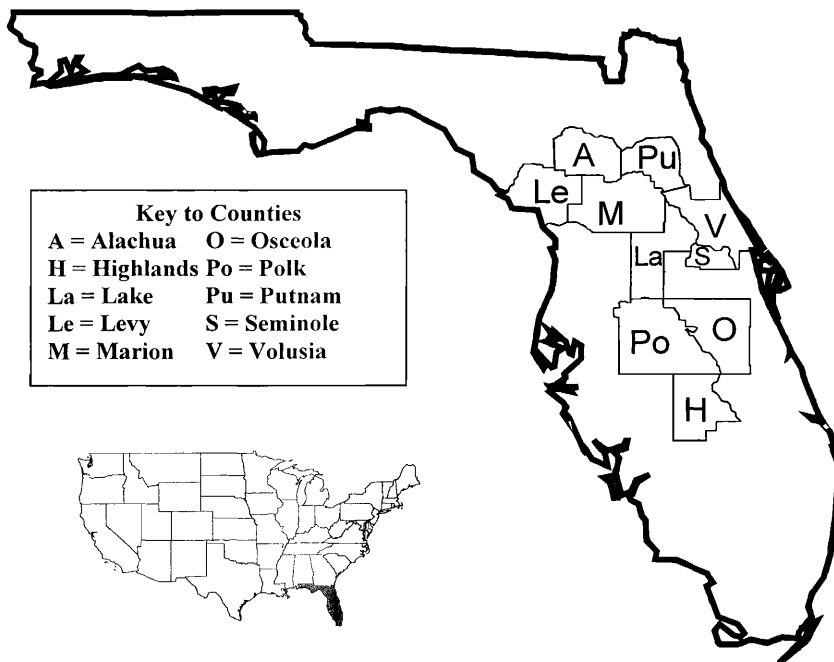 A
Pu
Le
M
V
La
S
Key to Counties
A = Alachua O = Osceola
H = Highlands Po = Polk
La = Lake Pu = Putnam
Le = Levy S = Seminole
M = Marion V = Volusia
Po
O
H